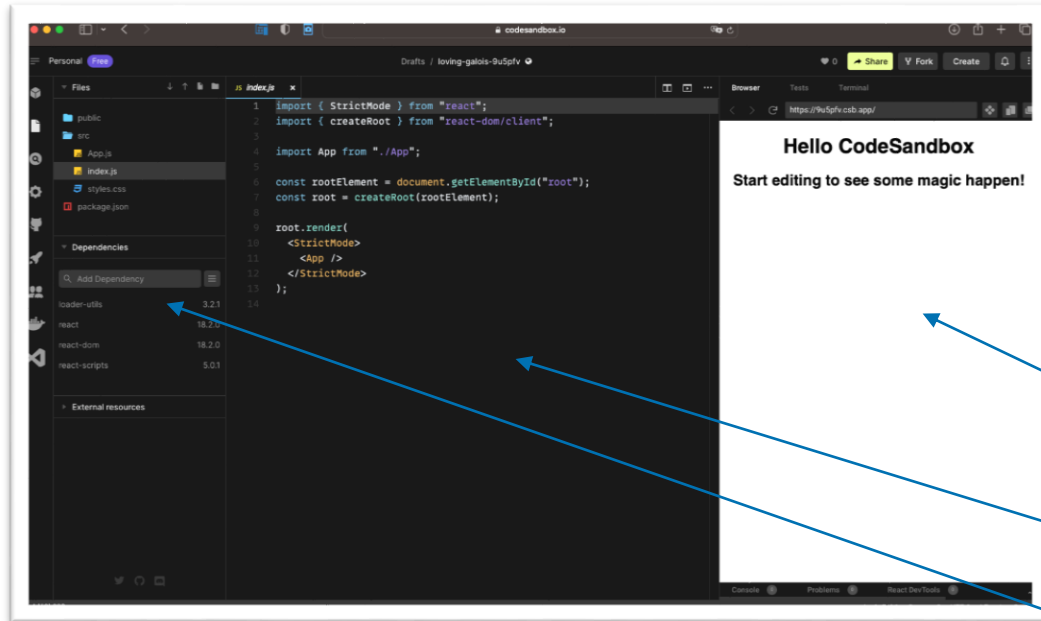 codesandbox.io
Personal Free
Drafts / loving-galois-9u5pfv
0 Share Fork Create
Files
public
src
App.js
index.js
styles.css
package.json
Dependencies
Add Dependency
loader-utils 3.2.1
react 18.2.0
react-dom 18.2.0
react-scripts 5.0.1
External resources
JS index.js ×
1 import { StrictMode } from "react";
2 import { createRoot } from "react-dom/client";
3
4 import App from "./App";
5
6 const rootElement = document.getElementById("root");
7 const root = createRoot(rootElement);
8
9 root.render(
10 <StrictMode>
11 <App />
12 </StrictMode>
13 );
14
Browser Tests Terminal
https://9u5pfv.csb.app/
Hello CodeSandbox
Start editing to see some magic happen!
Console Problems React DevTools